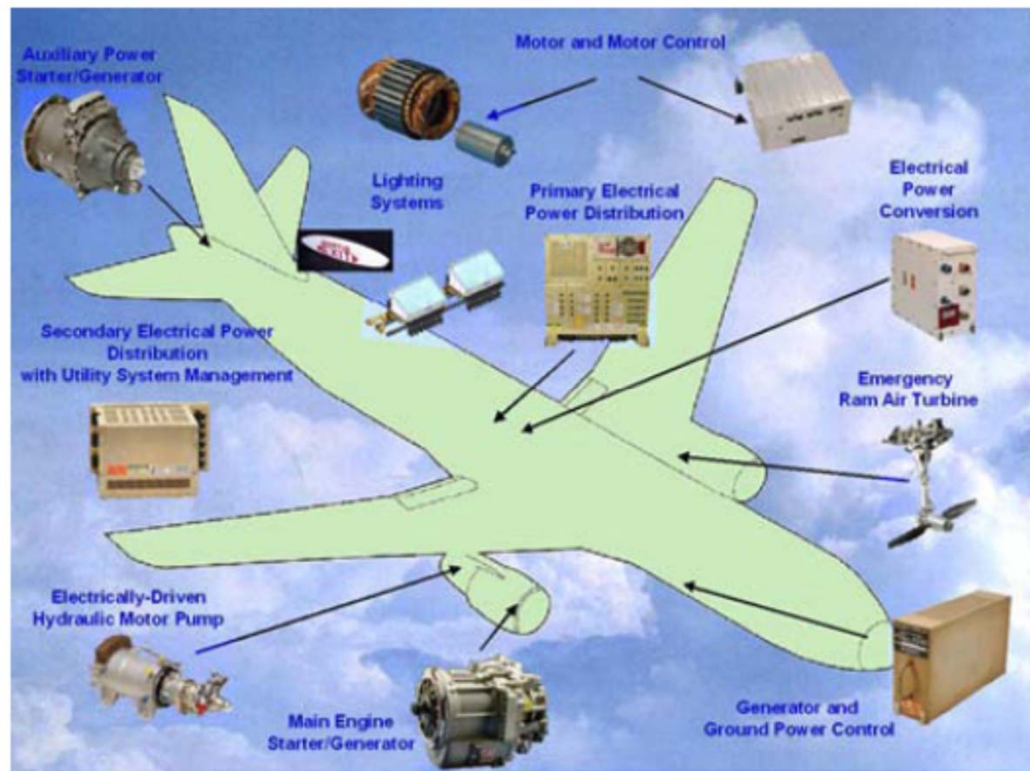 Motor and Motor Control
Auxiliary Power
Starter/Generator
Lighting
Systems
Primary Electrical
Power Distribution
Electrical
Power
Conversion
EXIT
Secondary Electrical Power
Distribution
with Utility System Management
Emergency
Ram Air Turbine
Electrically-Driven
Hydraulic Motor Pump
Main Engine
Starter/Generator
Generator and
Ground Power Control